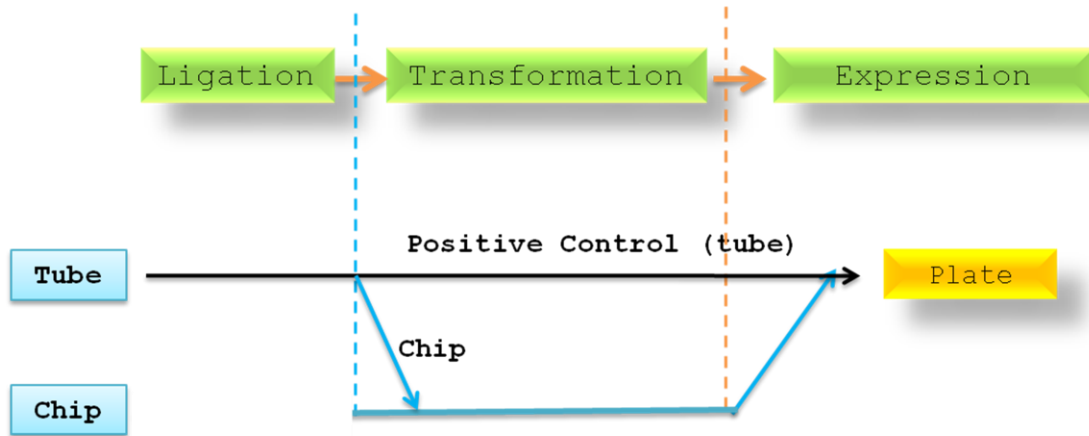 Ligation
Transformation
Expression
Positive Control (tube)
Tube
Plate
Chip
Chip